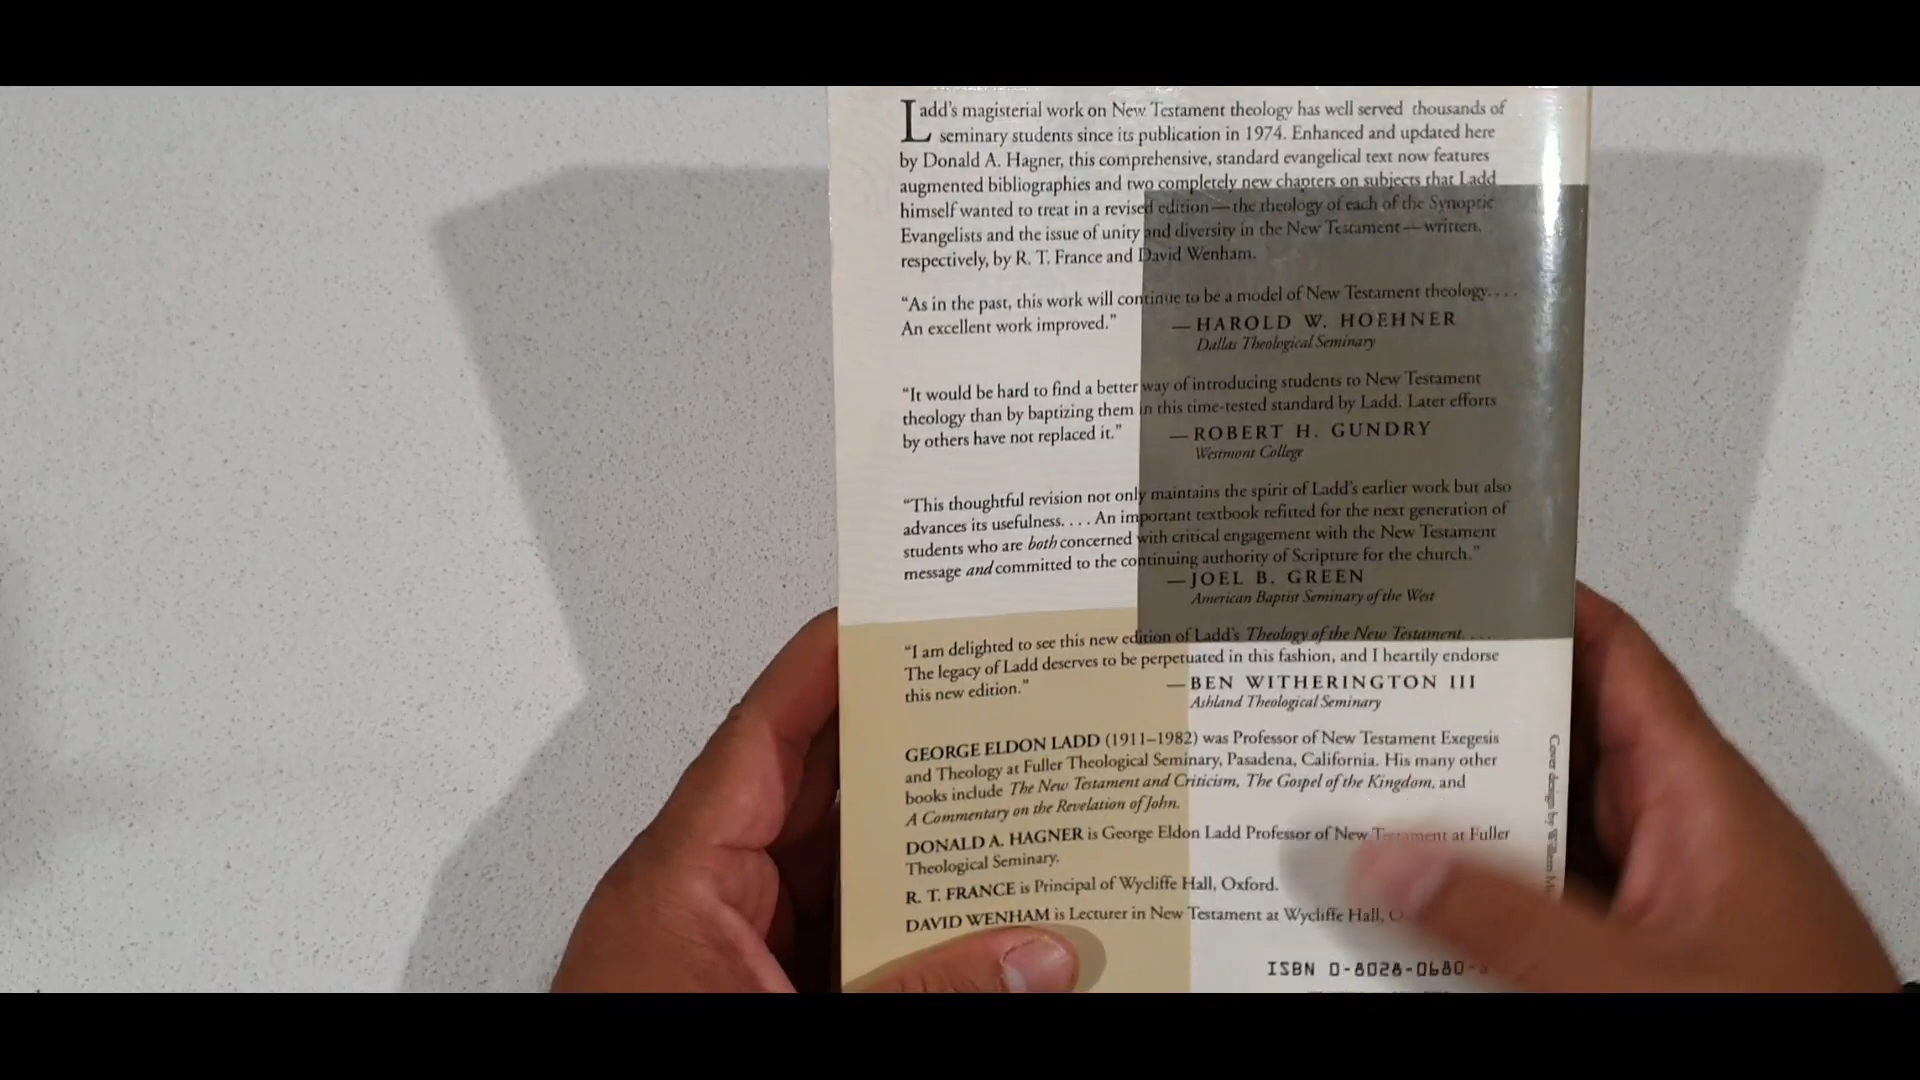 Ladd's magisterial work on New Testament theology has well served thousands of
seminary students since its publication in 1974. Enhanced and updated here
by Donald A. Hagner, this comprehensive, standard evangelical text now features
augmented bibliographies and two completely new chapters on subjects that Ladd
himself wanted to treat in a revised edition—the theology of each of the Synoptic
Evangelists and the issue of unity and diversity in the New Testament—written,
respectively, by R. T. France and David Wenham.
“As in the past, this work will continue to be a model of New Testament theology. . . .
An excellent work improved.”
— HAROLD W. HOEHNER
Dallas Theological Seminary
“It would be hard to find a better way of introducing students to New Testament
theology than by baptizing them in this time-tested standard by Ladd. Later efforts
by others have not replaced it.”
— ROBERT H. GUNDRY
Westmont College
“This thoughtful revision not only maintains the spirit of Ladd's earlier work but also
advances its usefulness. . . . An important textbook refitted for the next generation of
students who are both concerned with critical engagement with the New Testament
message and committed to the continuing authority of Scripture for the church.”
— JOEL B. GREEN
American Baptist Seminary of the West
“I am delighted to see this new edition of Ladd's Theology of the New Testament. . . .
The legacy of Ladd deserves to be perpetuated in this fashion, and I heartily endorse
this new edition.”
— BEN WITHERINGTON III
Ashland Theological Seminary
GEORGE ELDON LADD (1911–1982) was Professor of New Testament Exegesis
and Theology at Fuller Theological Seminary, Pasadena, California. His many other
books include The New Testament and Criticism, The Gospel of the Kingdom, and
A Commentary on the Revelation of John.
DONALD A. HAGNER is George Eldon Ladd Professor of New Testament at Fuller
Theological Seminary.
R. T. FRANCE is Principal of Wycliffe Hall, Oxford.
DAVID WENHAM is Lecturer in New Testament at Wycliffe Hall,
ISBN 0-8028-0680-
Cover design by Willem